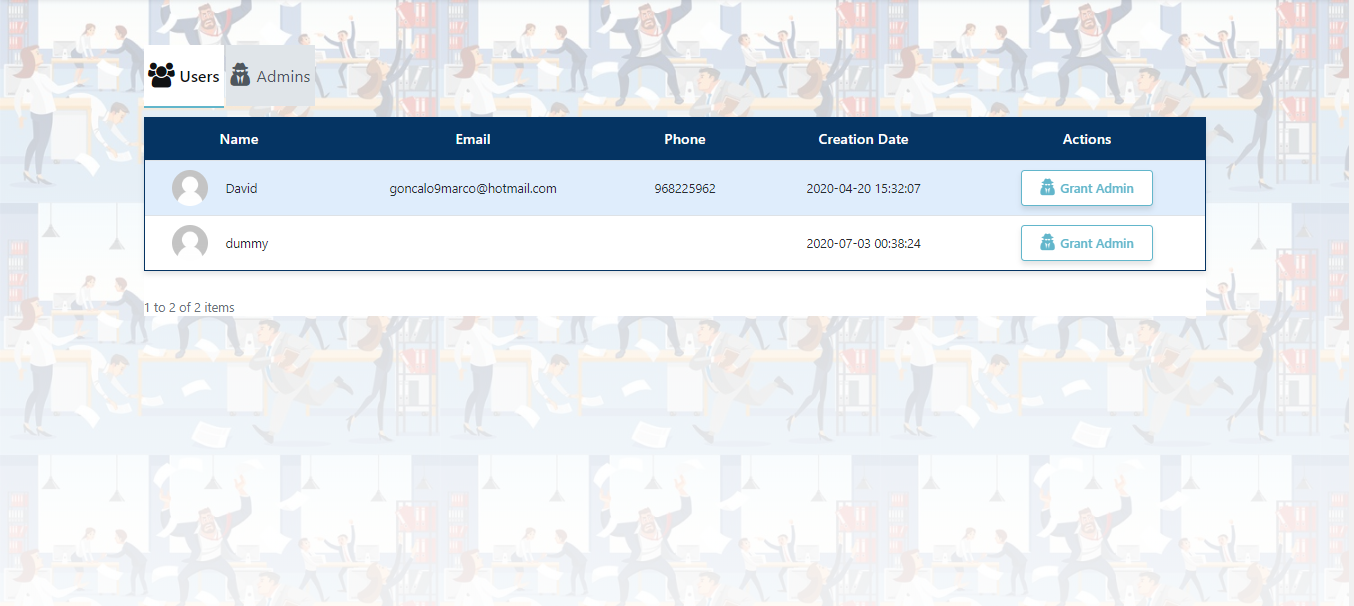 Users Admins
Name Email Phone Creation Date Actions
David goncalo9marco@hotmail.com 968225962 2020-04-20 15:32:07 Grant Admin
dummy 2020-07-03 00:38:24 Grant Admin
1 to 2 of 2 items